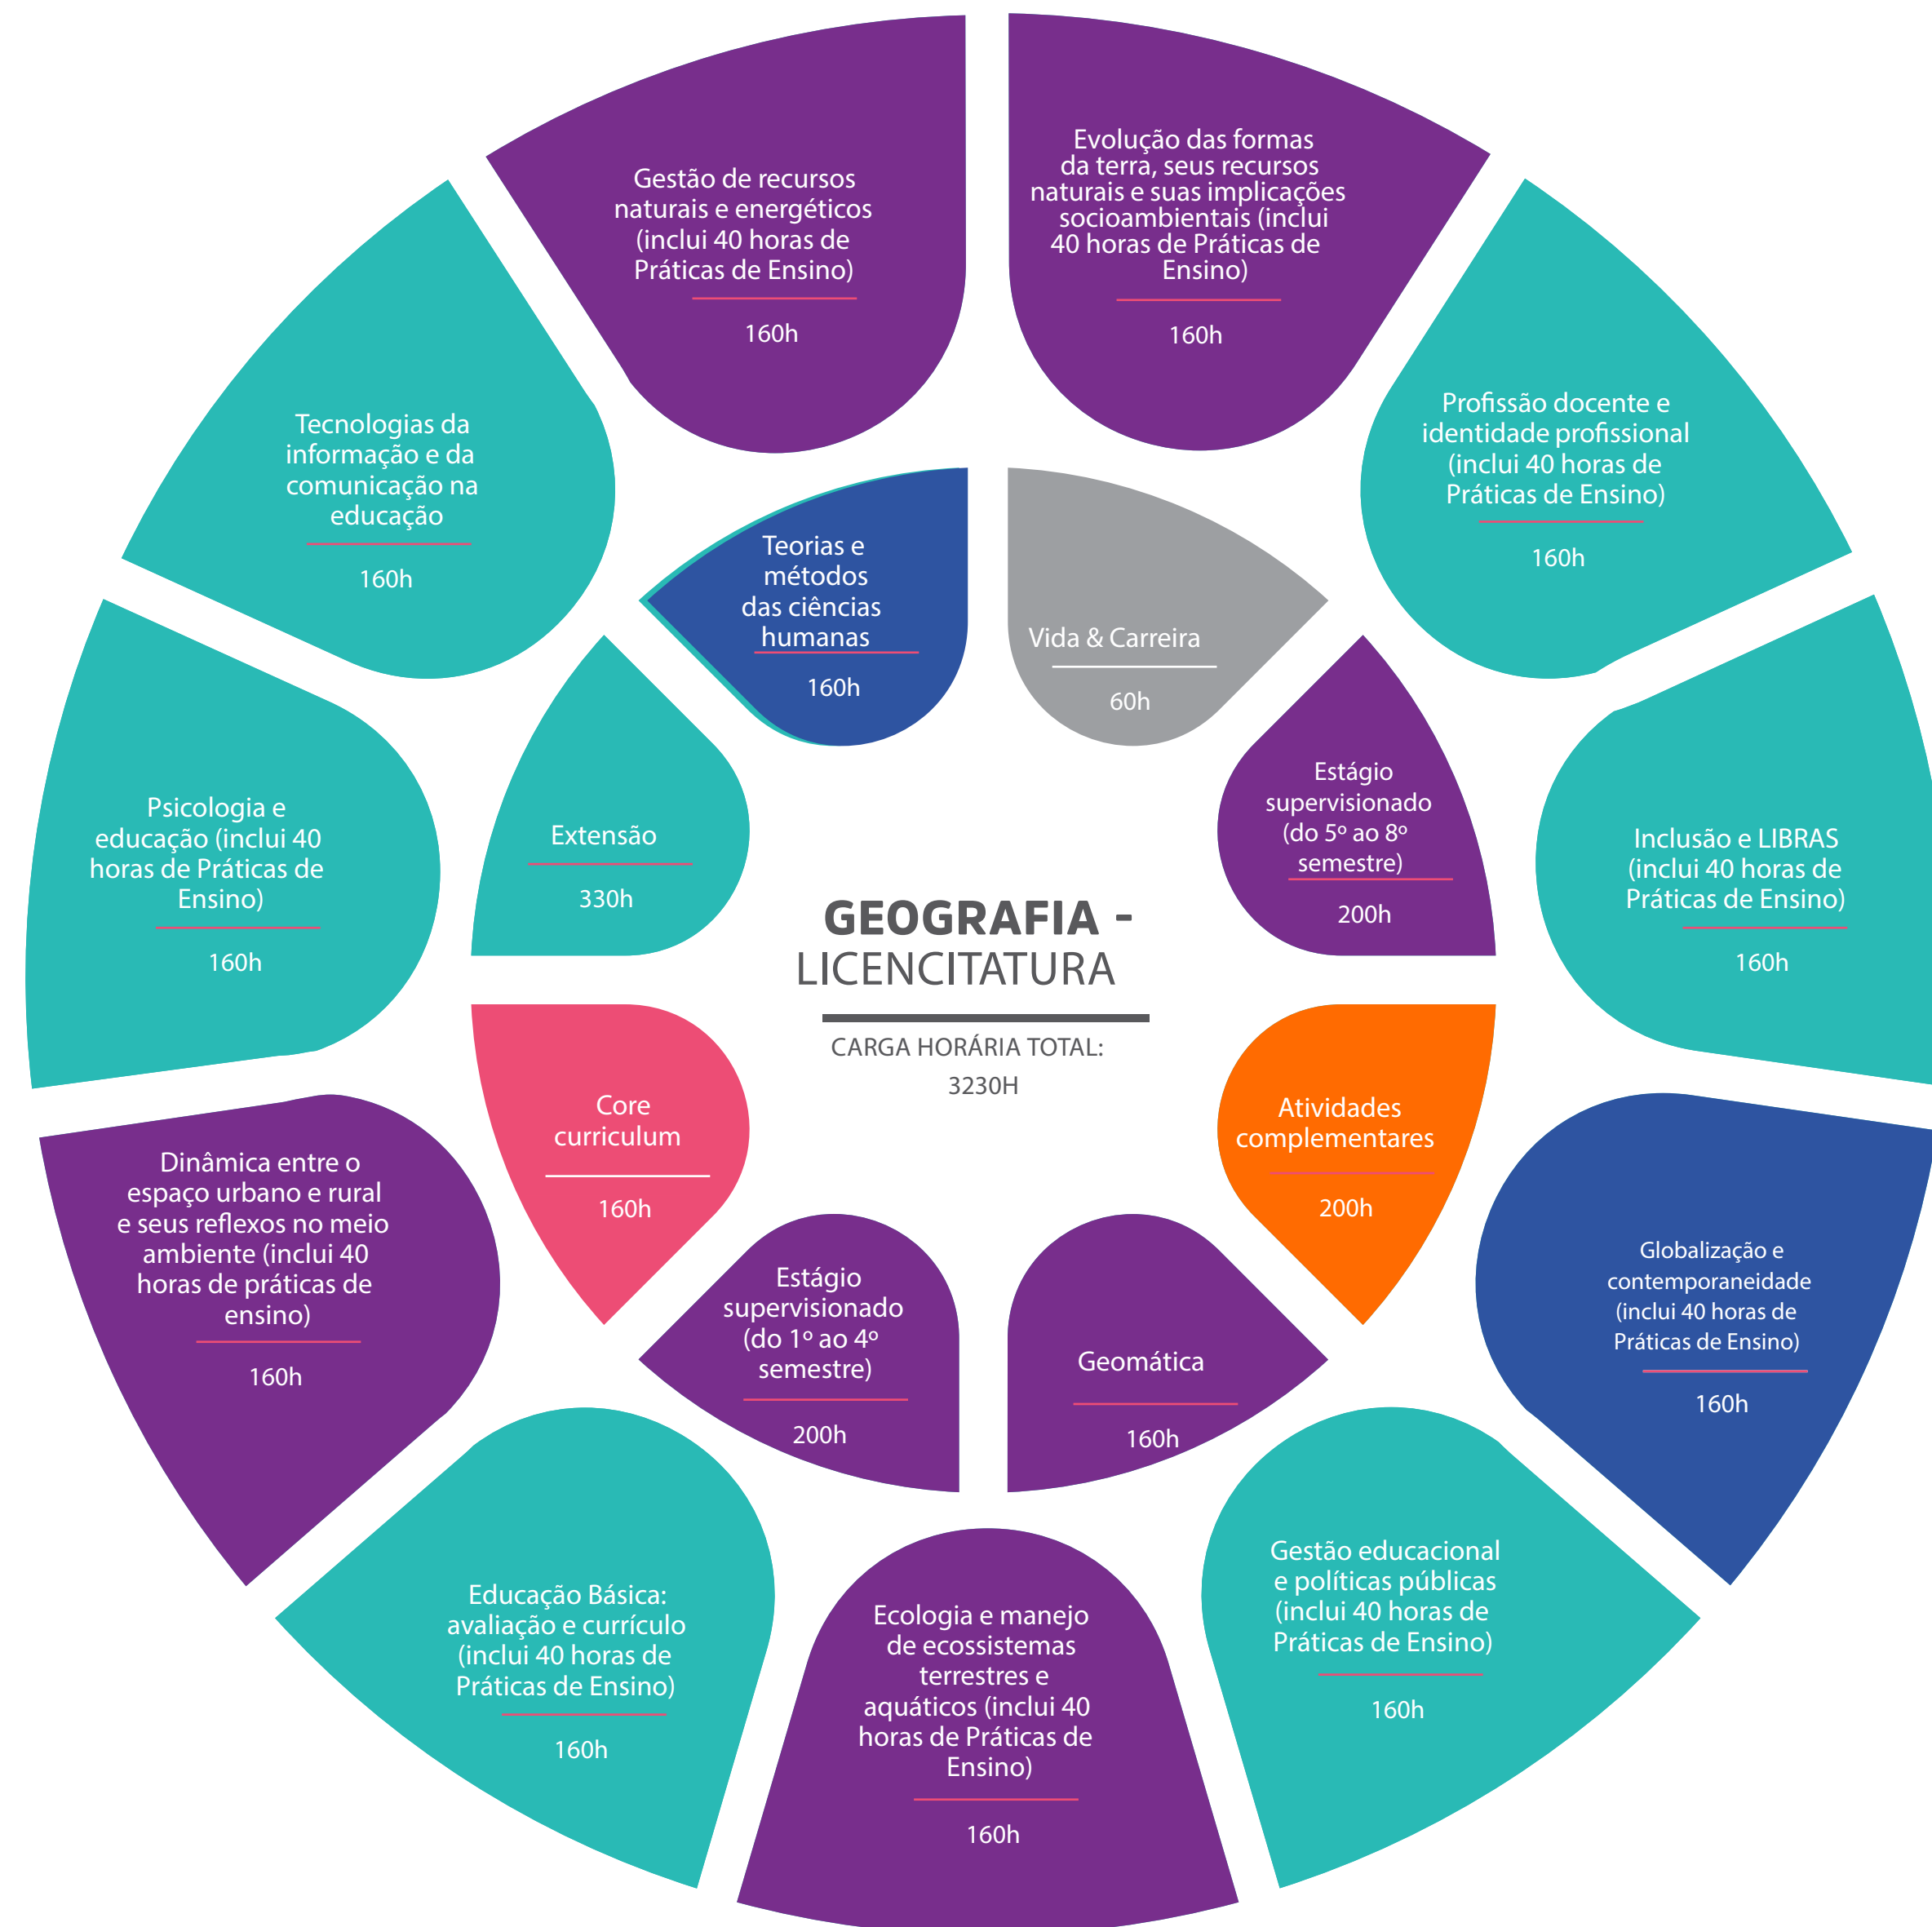 Gestão de recursos
naturais e energéticos
(inclui 40 horas de
Práticas de Ensino)
160h
Evolução das formas
da terra, seus recursos
naturais e suas implicações
socioambientais (inclui
40 horas de Práticas de
Ensino)
160h
Profissão docente e
identidade profissional
(inclui 40 horas de
Práticas de Ensino)
160h
Inclusão e LIBRAS
(inclui 40 horas de
Práticas de Ensino)
160h
Globalização e
contemporaneidade
(inclui 40 horas de
Práticas de Ensino)
160h
Gestão educacional
e políticas públicas
(inclui 40 horas de
Práticas de Ensino)
160h
Ecologia e manejo
de ecossistemas
terrestres e
aquáticos (inclui 40
horas de Práticas de
Ensino)
160h
Educação Básica:
avaliação e currículo
(inclui 40 horas de
Práticas de Ensino)
160h
Dinâmica entre o
espaço urbano e rural
e seus reflexos no meio
ambiente (inclui 40
horas de práticas de
ensino)
160h
Psicologia e
educação (inclui 40
horas de Práticas de
Ensino)
160h
Tecnologias da
informação e da
comunicação na
educação
160h
Teorias e
métodos
das ciências
humanas
160h
Vida & Carreira
60h
Estágio
supervisionado
(do 5º ao 8º
semestre)
200h
Atividades
complementares
200h
Geomática
160h
Estágio
supervisionado
(do 1º ao 4º
semestre)
200h
Core
curriculum
160h
Extensão
330h
GEOGRAFIA -
LICENCITATURA
CARGA HORÁRIA TOTAL:
3230H